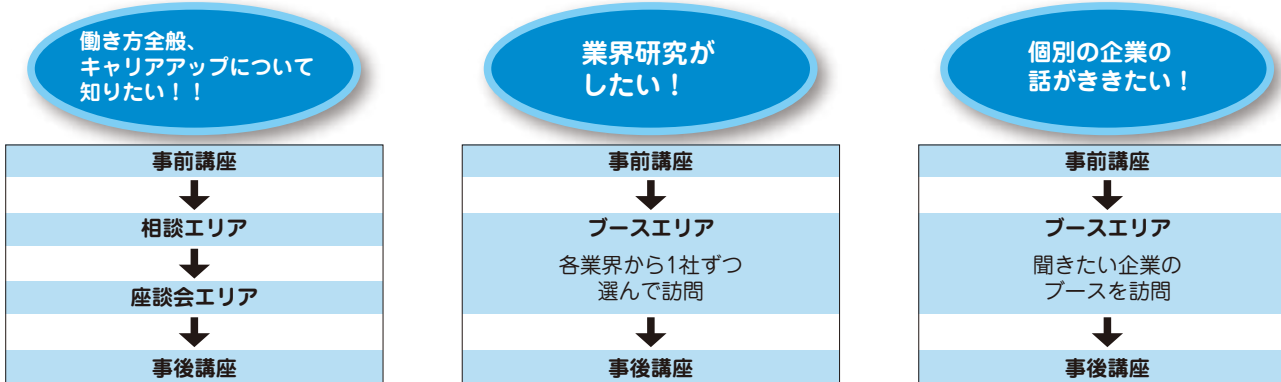 働き方全般、
キャリアアップについて
知りたい！！
事前講座
相談エリア
座談会エリア
事後講座
業界研究が
したい！
事前講座
ブースエリア
各業界から1社ずつ
選んで訪問
事後講座
個別の企業の
話がききたい！
事前講座
ブースエリア
聞きたい企業の
ブースを訪問
事後講座